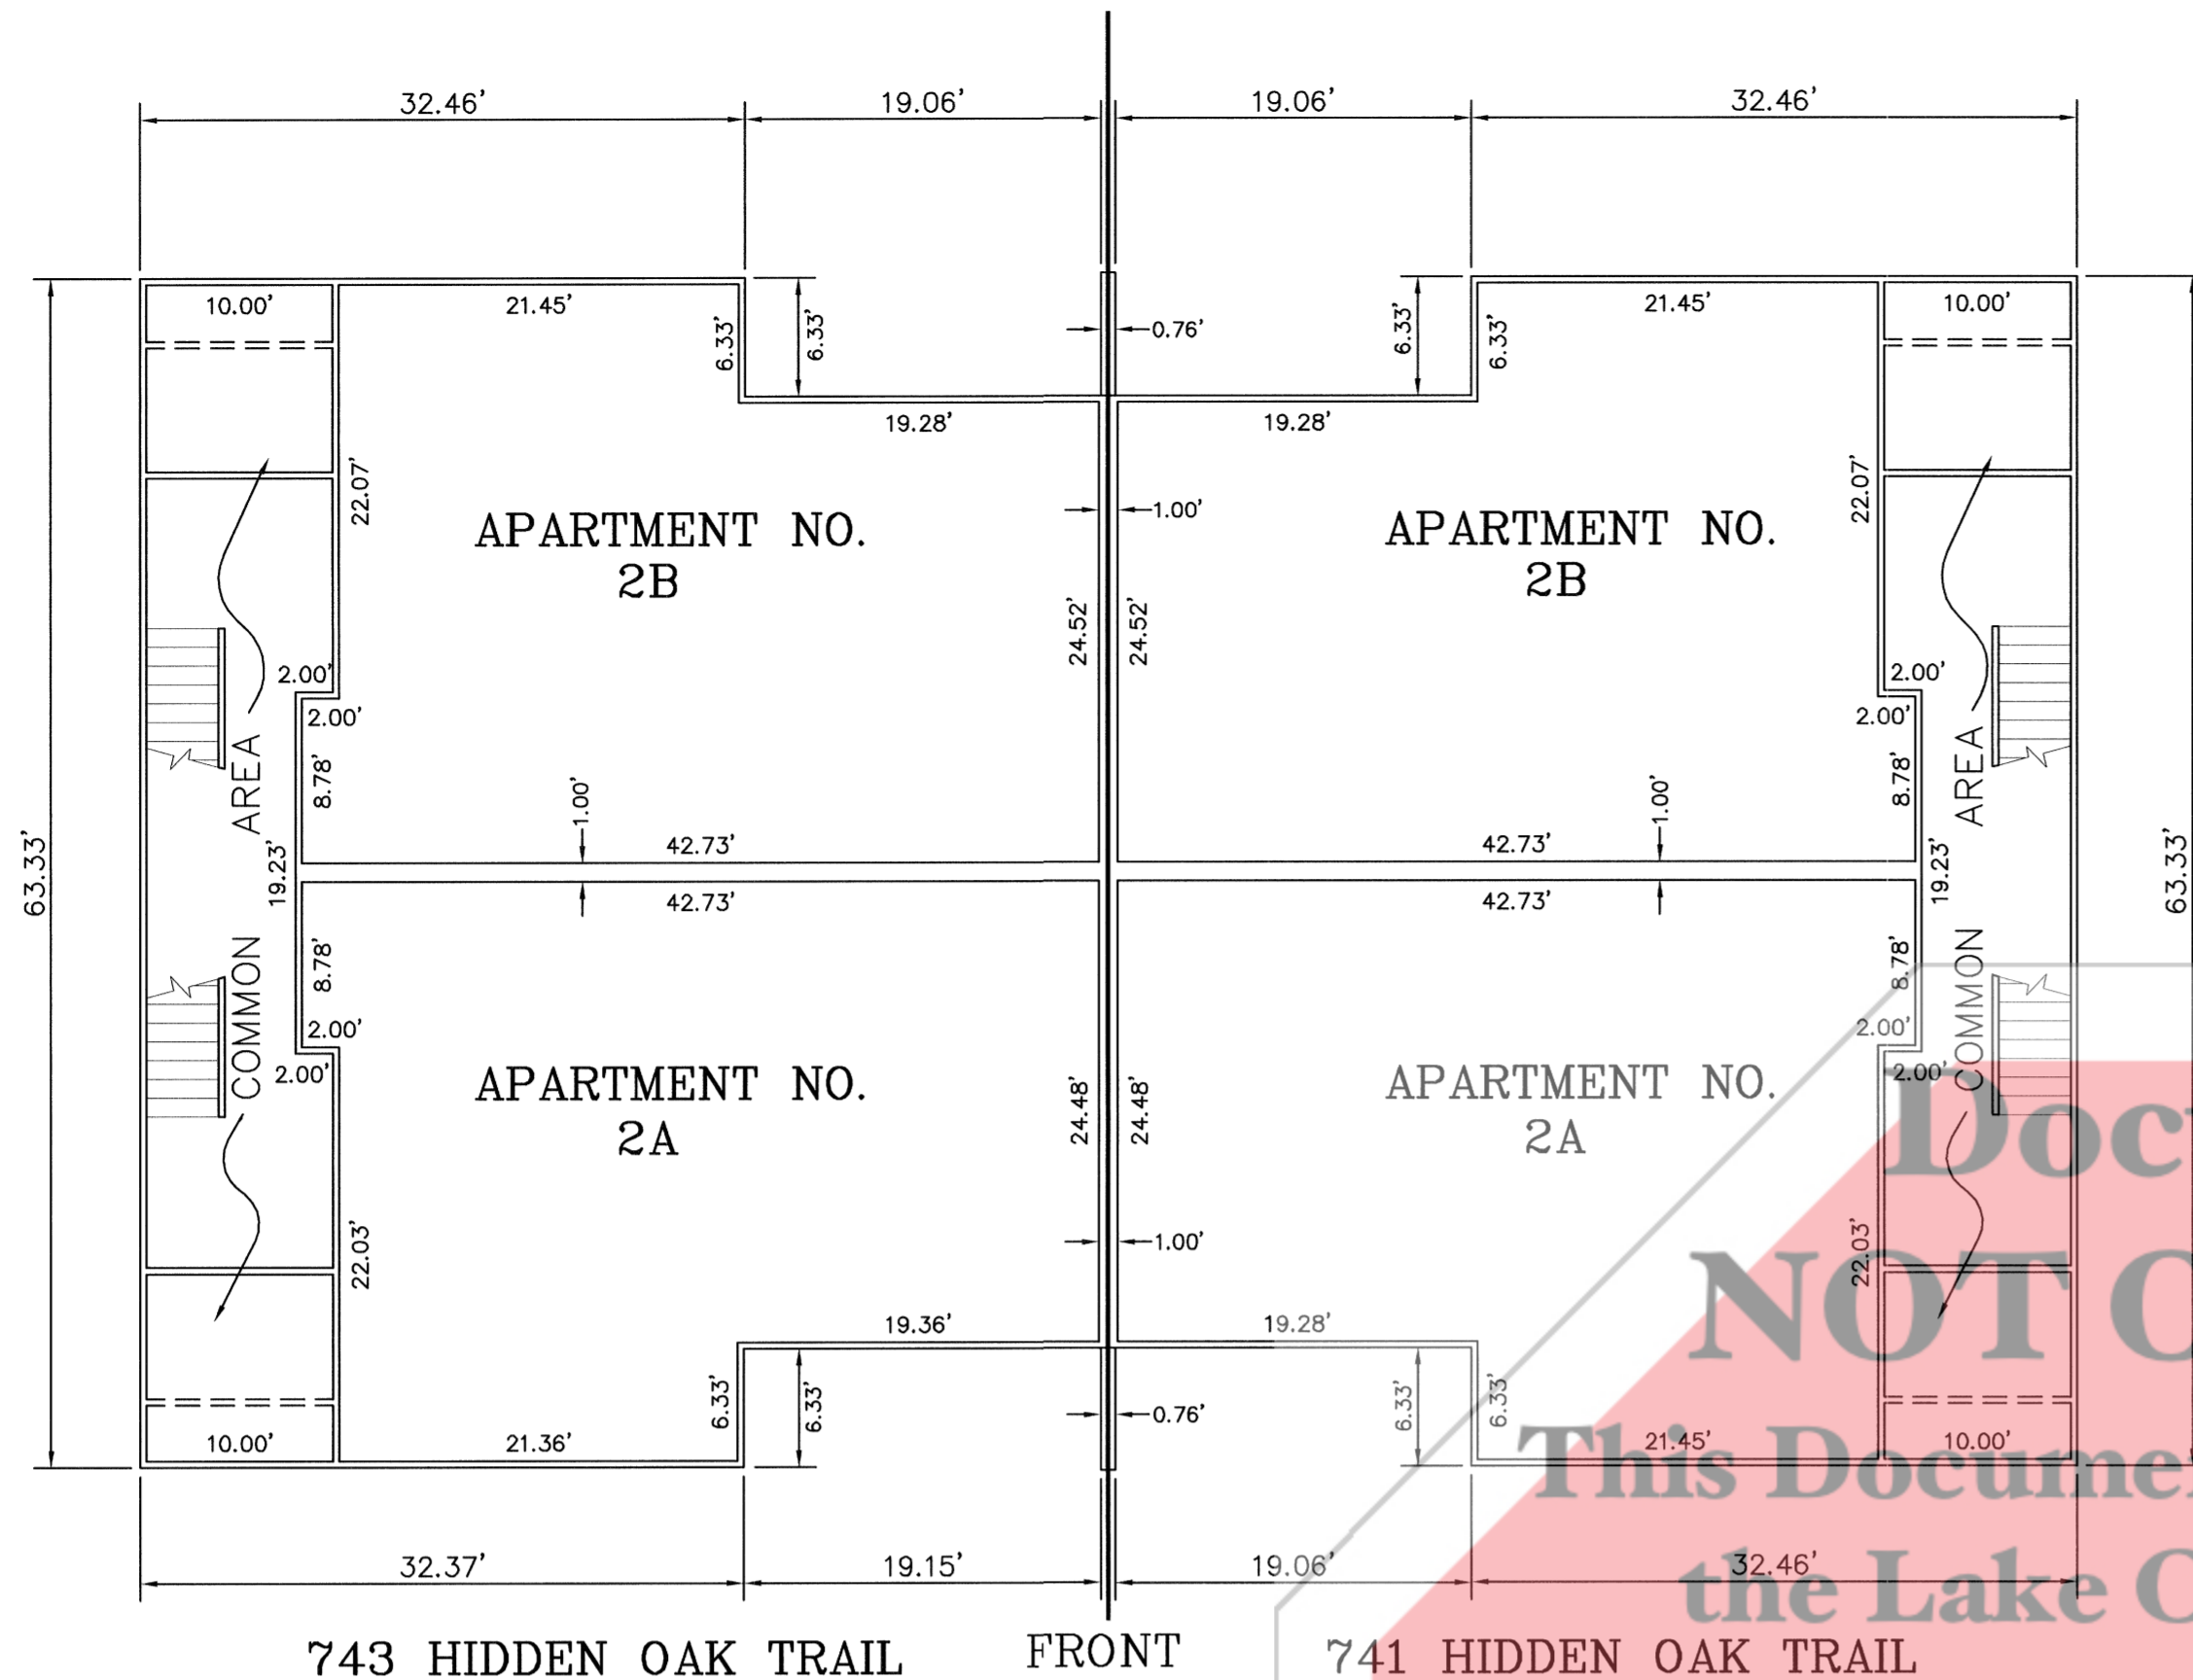 32.46' 19.06' 19.06' 32.46'
10.00' 21.45' 6.33' 6.33' 0.76' 6.33' 6.33' 21.45' 10.00'
19.28' 19.28'
22.07' 22.07'
APARTMENT NO. 1.00' APARTMENT NO.
2B 2B
24.52' 24.52'
2.00' 2.00'
2.00' 2.00'
8.78' 8.78'
1.00' 1.00'
42.73' 42.73'
63.33' COMMON AREA 19.23' 19.23' COMMON AREA 63.33'
42.73' 42.73'
8.78' 8.78'
2.00' 2.00'
2.00' 2.00'
APARTMENT NO. 24.48' 24.48' APARTMENT NO.
2A 2A
22.03' 1.00' 22.03'
19.36' 19.28'
6.33' 6.33' 0.76' 6.33' 6.33'
10.00' 21.36' 21.45' 10.00'
32.37' 19.15' 19.06' 32.46'
743 HIDDEN OAK TRAIL FRONT 741 HIDDEN OAK TRAIL
Doc
NOT
This Docume
the Lake